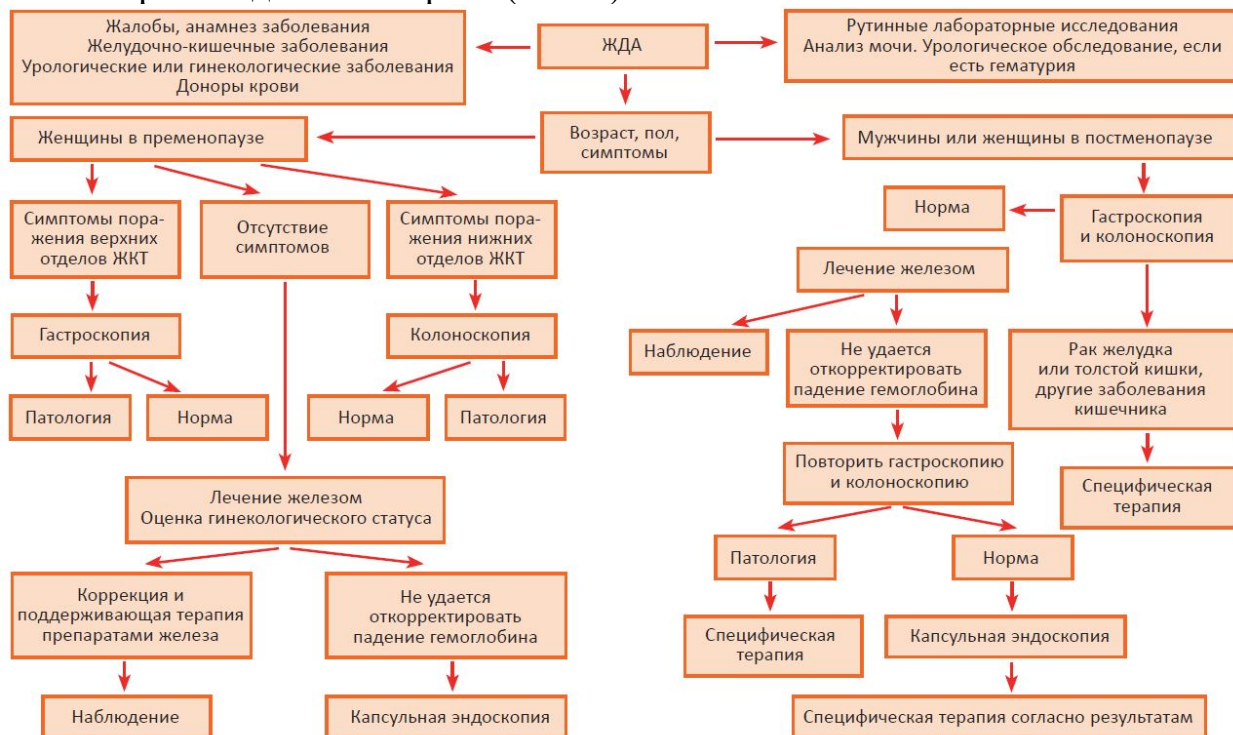 Жалобы, анамнез заболевания
Желудочно-кишечные заболевания
Урологические или гинекологические заболевания
Доноры крови
ЖДА
Рутинные лабораторные исследования
Анализ мочи. Урологическое обследование, если
есть гематурия
Женщины в пременопаузе
Возраст, пол,
симптомы
Мужчины или женщины в постменопаузе
Симптомы пора-
жения верхних
отделов ЖКТ
Отсутствие
симптомов
Симптомы пора-
жения нижних
отделов ЖКТ
Норма
Гастроскопия
и колоноскопия
Лечение железом
Гастроскопия
Колоноскопия
Наблюдение
Не удается
откорректировать
падение гемоглобина
Рак желудка
или толстой кишки,
другие заболевания
кишечника
Патология
Норма
Норма
Патология
Повторить гастроскопию
и колоноскопию
Специфическая
терапия
Лечение железом
Оценка гинекологического статуса
Патология
Норма
Коррекция и
поддерживающая терапия
препаратами железа
Не удается
откорректировать
падение гемоглобина
Специфическая
терапия
Капсульная эндоскопия
Наблюдение
Капсульная эндоскопия
Специфическая терапия согласно результатам